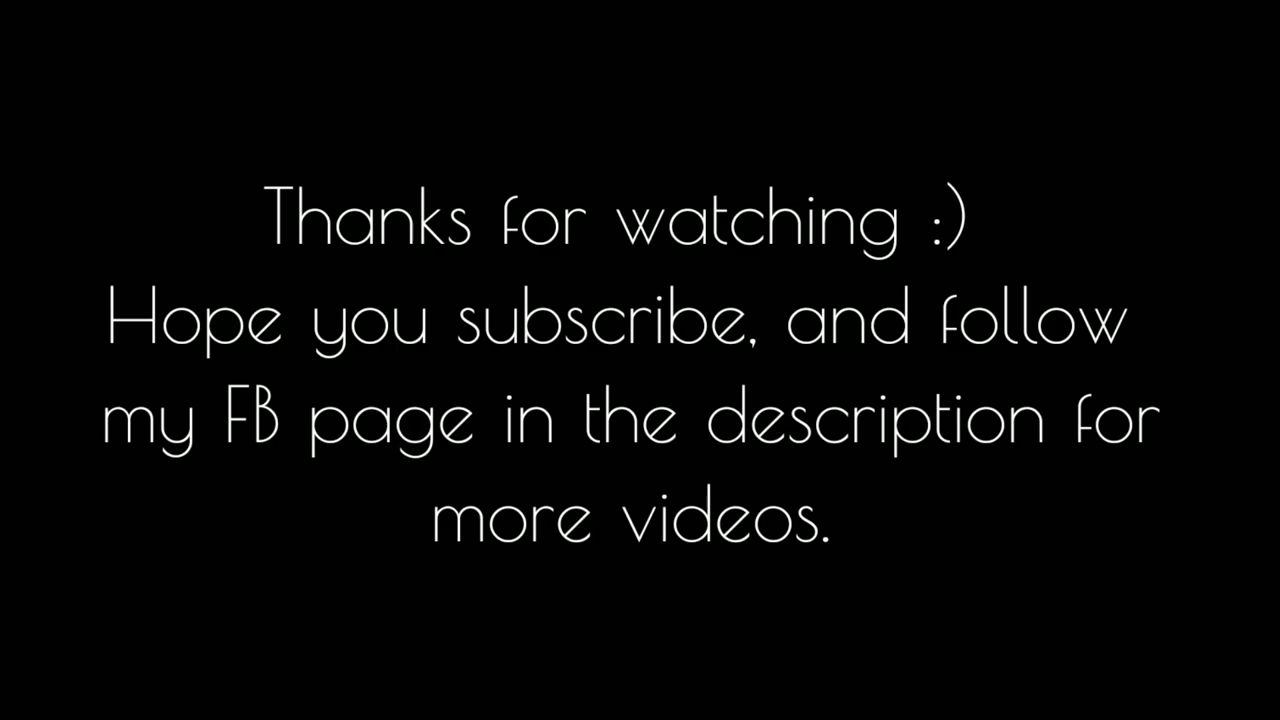 Thanks for watching :)
Hope you subscribe, and follow
my FB page in the description for
more videos.